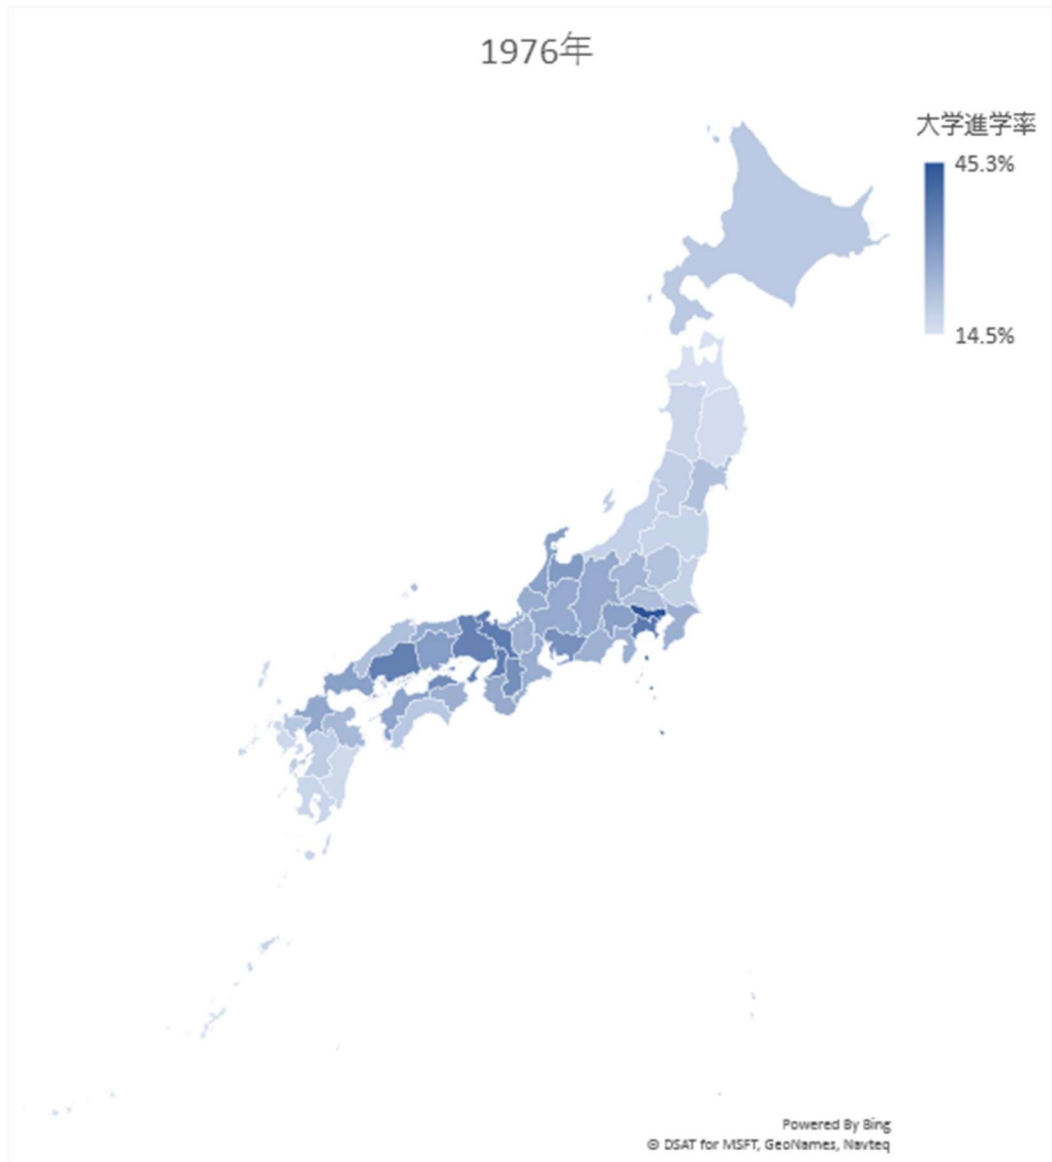 1976年
大学進学率
45.3%
14.5%
Powered By Bing
© DSAT for MSFT, GeoNames, Navteq